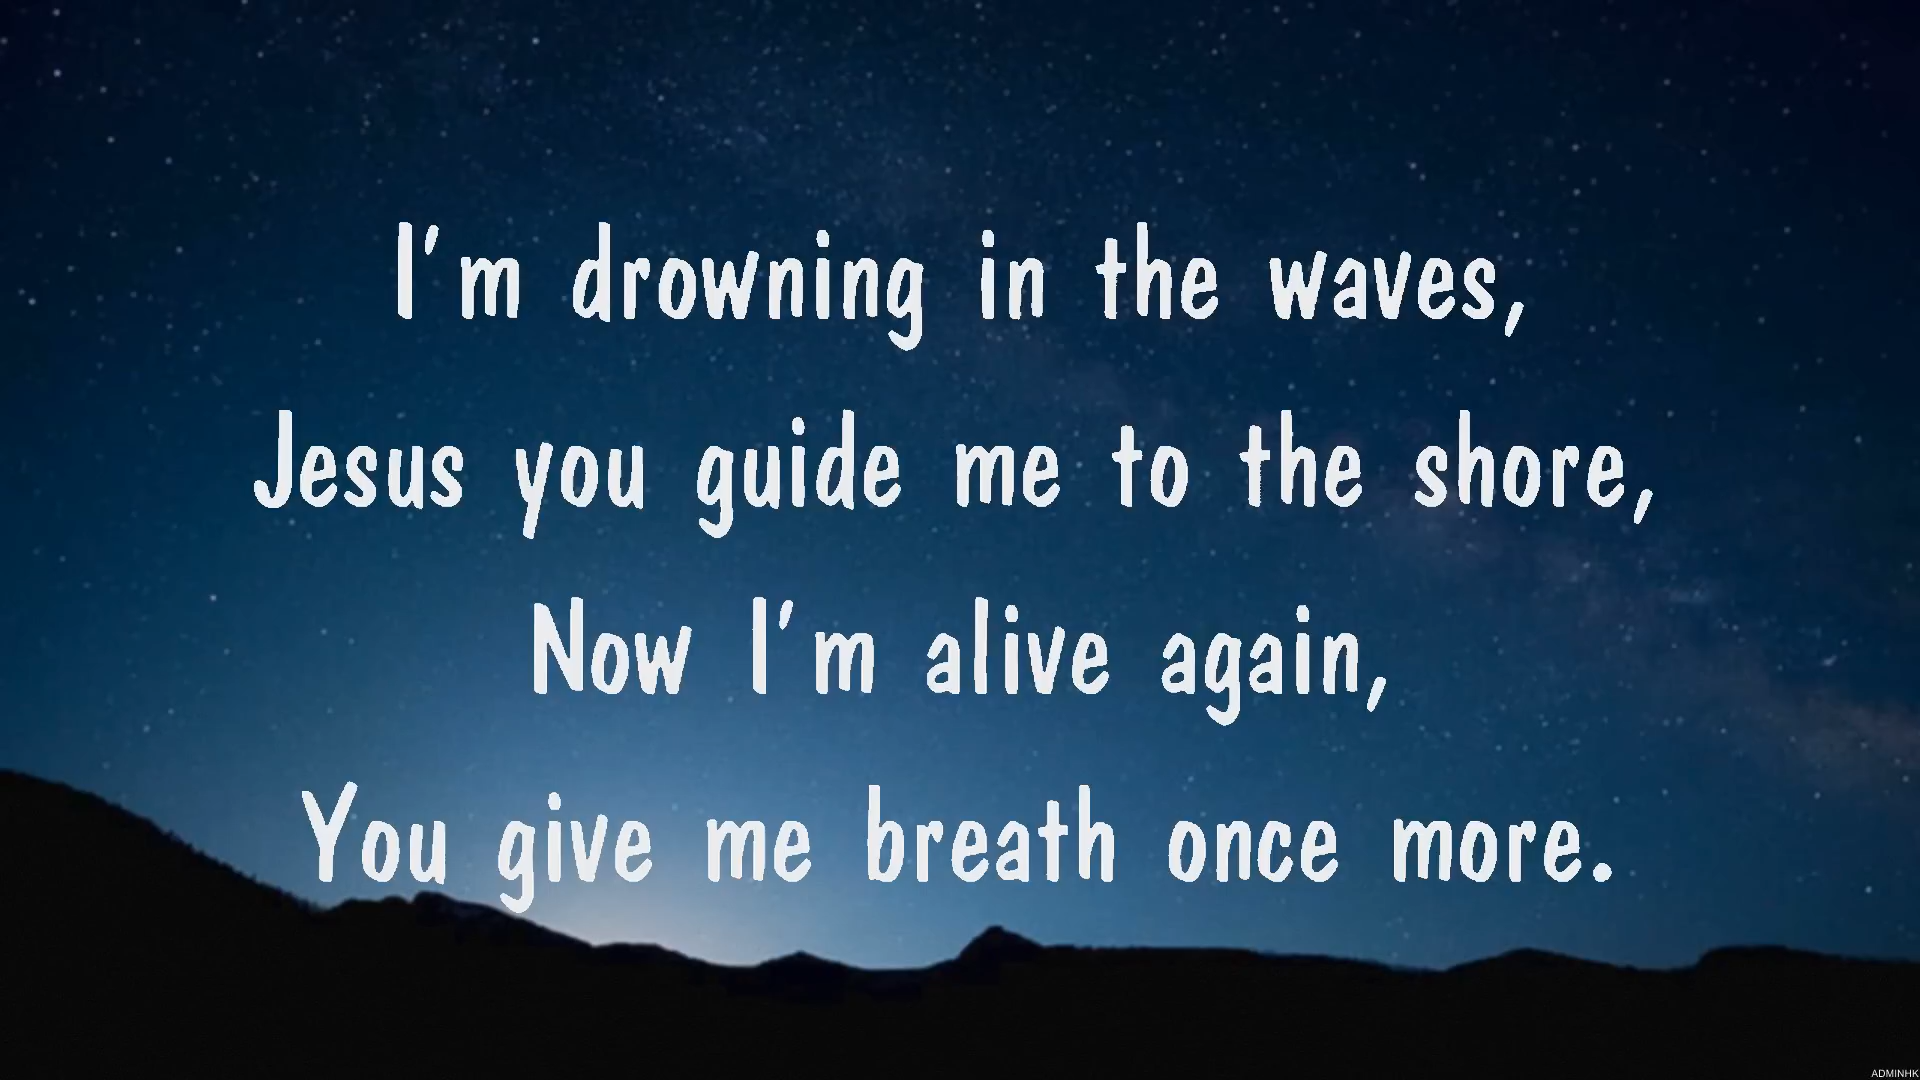 I'm drowning in the waves,
Jesus you guide me to the shore,
Now I'm alive again,
You give me breath once more.
ADMINHK